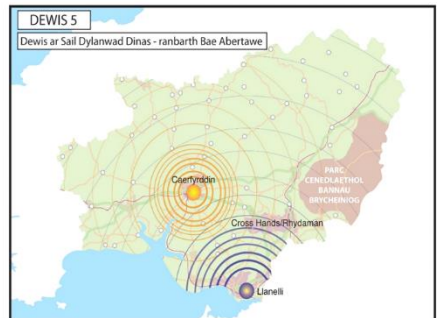 DEWIS 5
Dewis ar Sail Dylanwad Dinas - ranbarth Bae Abertawe
Caerfyrddin
PARC
CENEDLAETHOL
BANNAU
BRYCHEINIOG
Cross Hands/Rhydaman
Llanelli